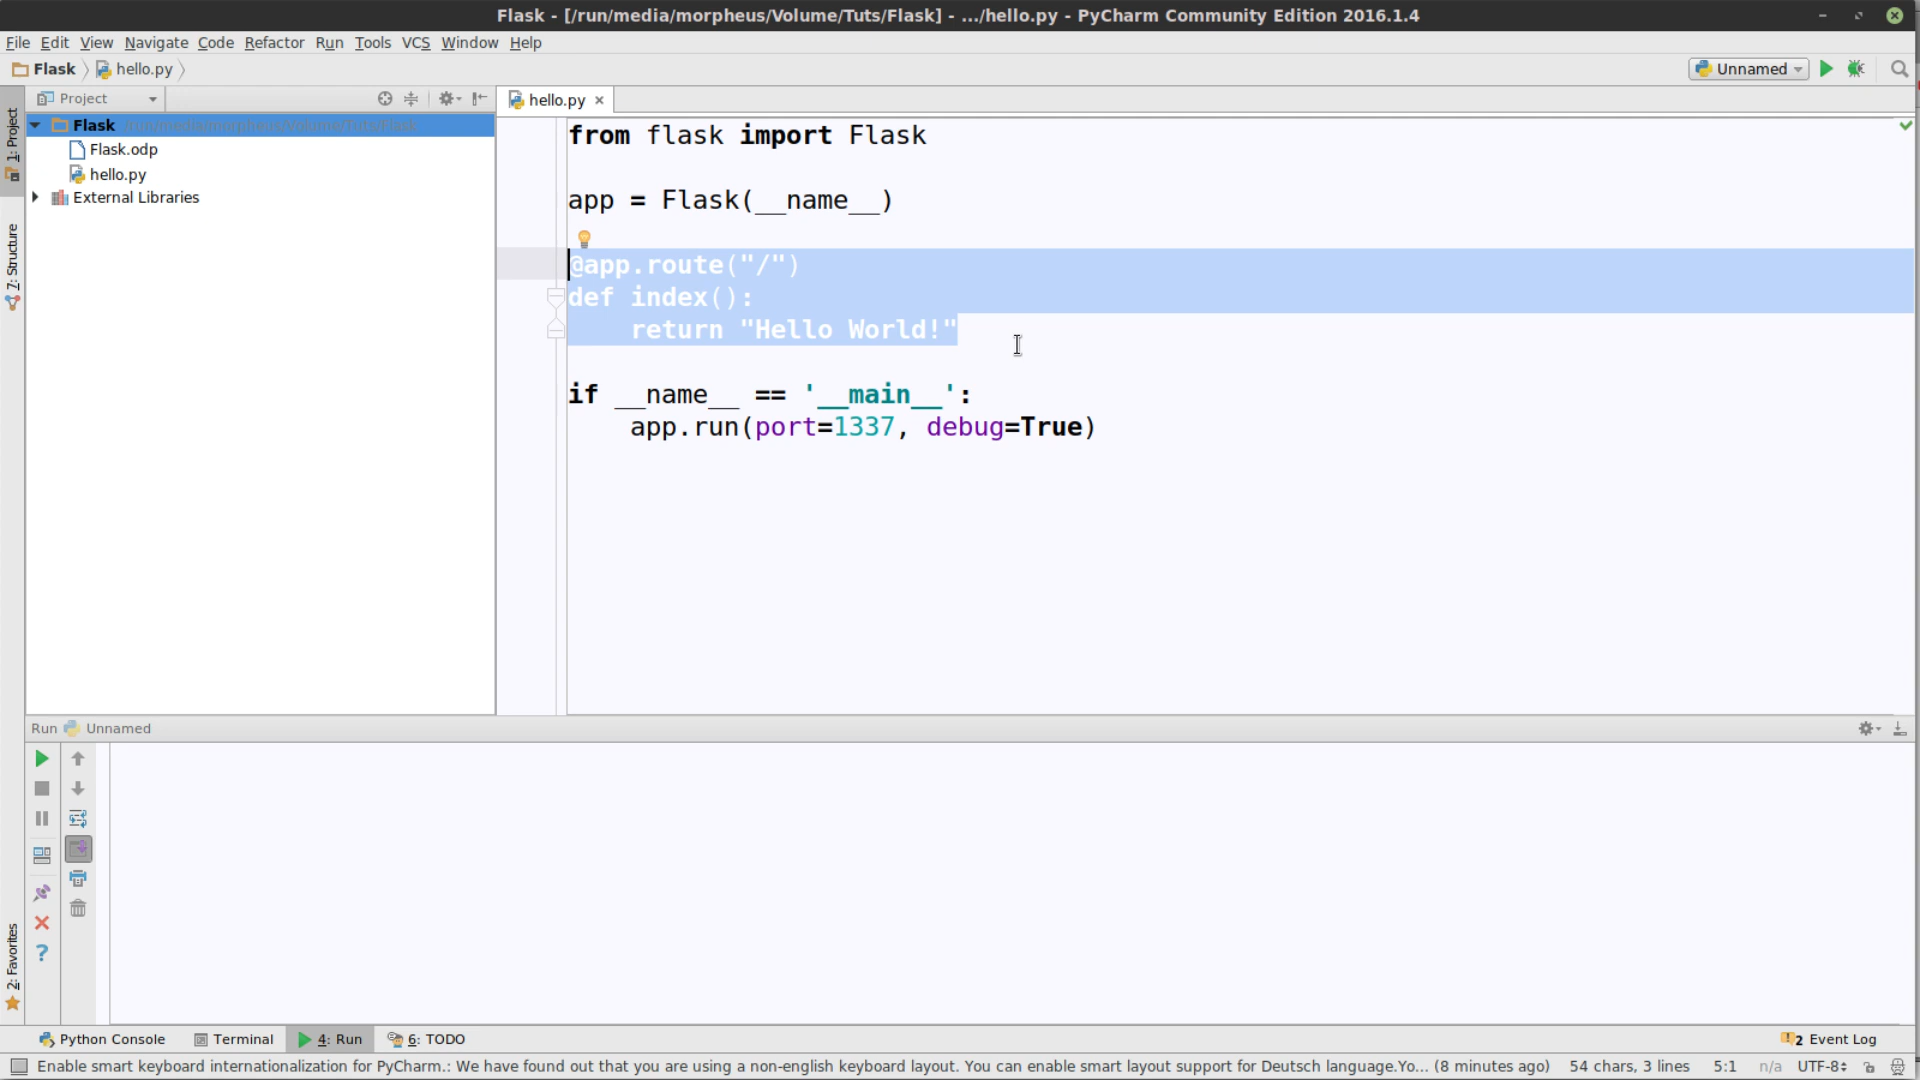 Flask - [/run/media/morpheus/Volume/Tuts/Flask] - .../hello.py - PyCharm Community Edition 2016.1.4
File Edit View Navigate Code Refactor Run Tools VCS Window Help
Flask hello.py
Unnamed
Project
hello.py
1: Project
7: Structure
2: Favorites
Flask /run/media/morpheus/Volume/Tuts/Flask
Flask.odp
hello.py
External Libraries
from flask import Flask
app = Flask(__name__)
@app.route("/")
def index():
    return "Hello World!"
if __name__ == '__main__':
    app.run(port=1337, debug=True)
Run Unnamed
Python Console Terminal 4: Run 6: TODO
2 Event Log
Enable smart keyboard internationalization for PyCharm.: We have found out that you are using a non-english keyboard layout. You can enable smart layout support for Deutsch language.Yo... (8 minutes ago) 54 chars, 3 lines 5:1 n/a UTF-8